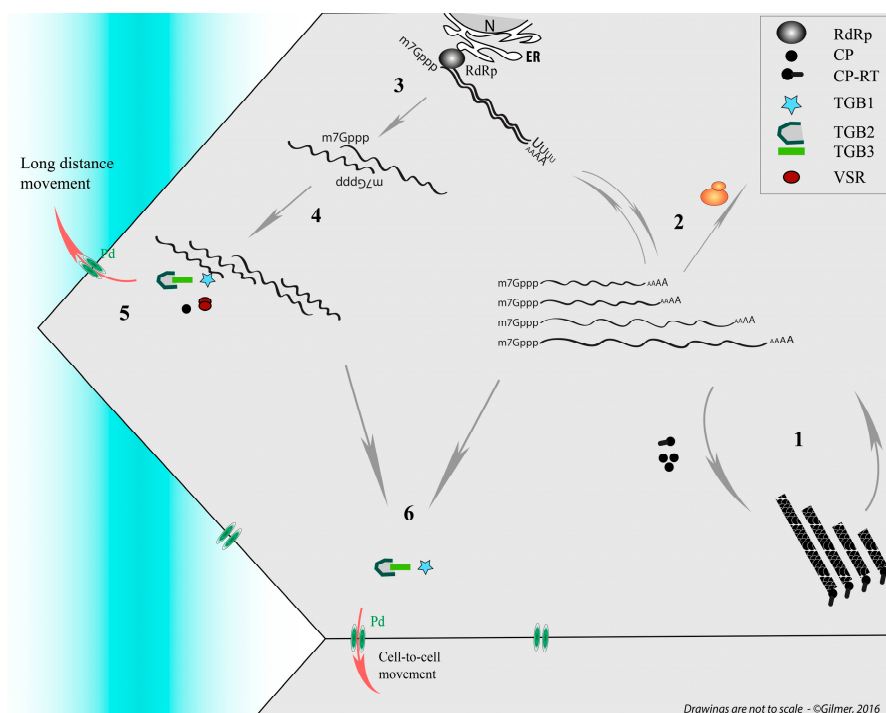 N
ER
m7Gppp
RdRp
3
UUUU
AAAA
RdRp
CP
CP-RT
TGB1
TGB2
TGB3
VSR
m7Gppp
m7Gppp
Long distance
movement
4
2
Pd
5
m7Gppp AAAA
m7Gppp AAAA
m7Gppp AAAA
m7Gppp AAAA
1
6
Pd
Cell-to-cell
movement
Drawings are not to scale - ©Gilmer, 2016